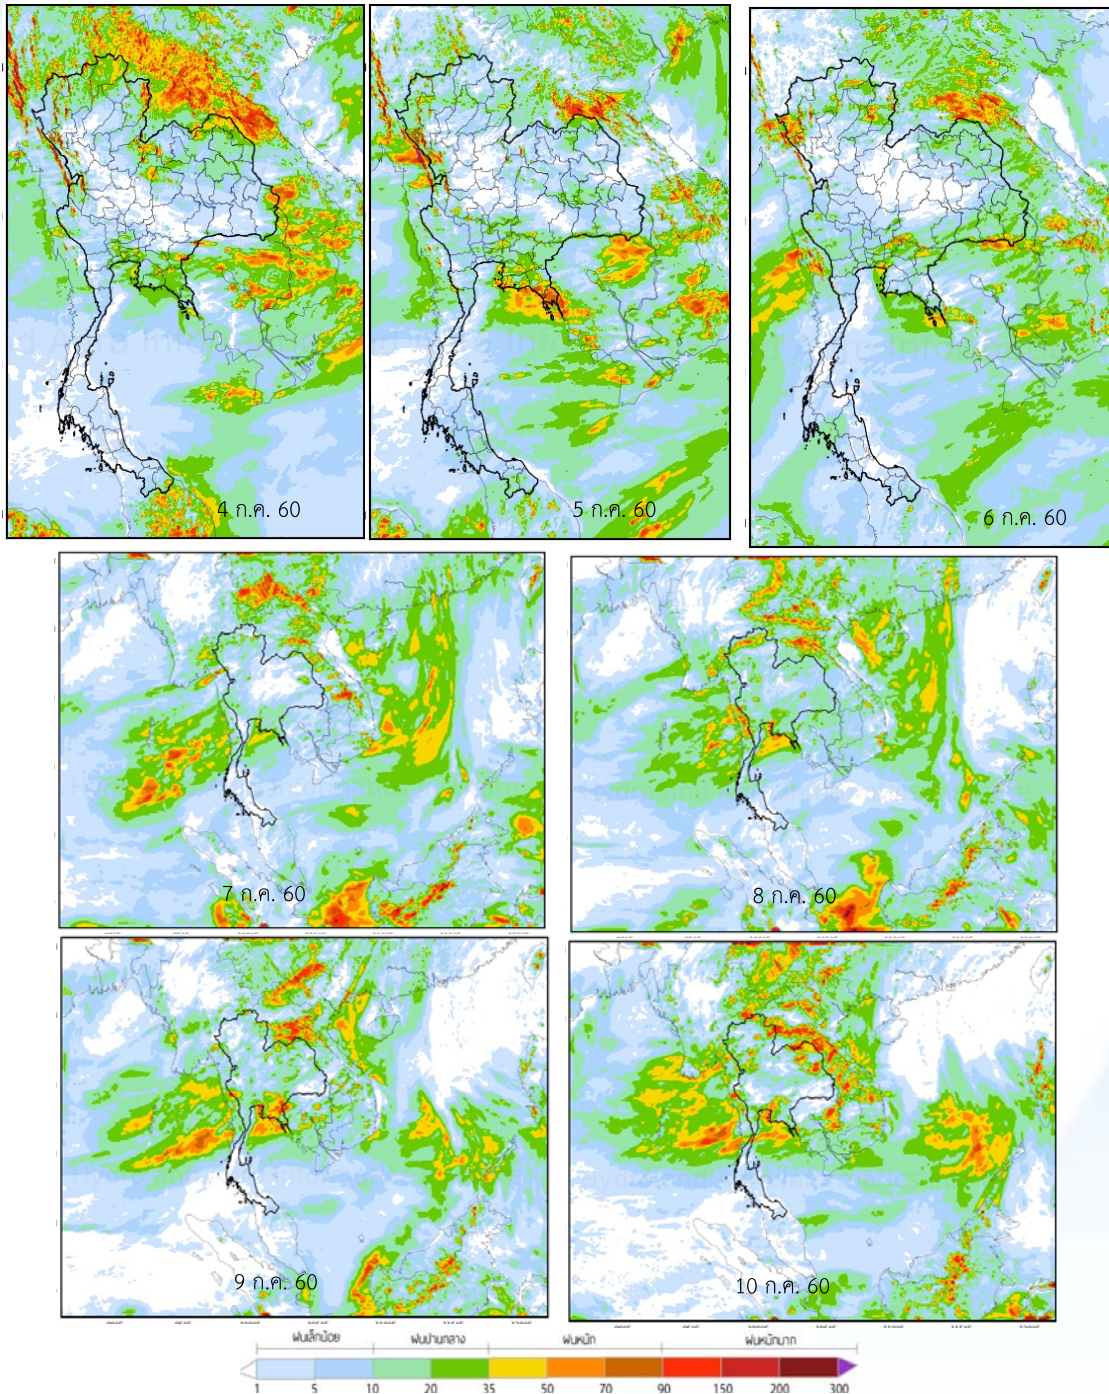 4 ก.ค. 60
5 ก.ค. 60
6 ก.ค. 60
7 ก.ค. 60
8 ก.ค. 60
9 ก.ค. 60
10 ก.ค. 60
ฝนเล็กน้อย ฝนปานกลาง ฝนหนัก ฝนหนักมาก
1 5 10 20 35 50 70 90 150 200 300